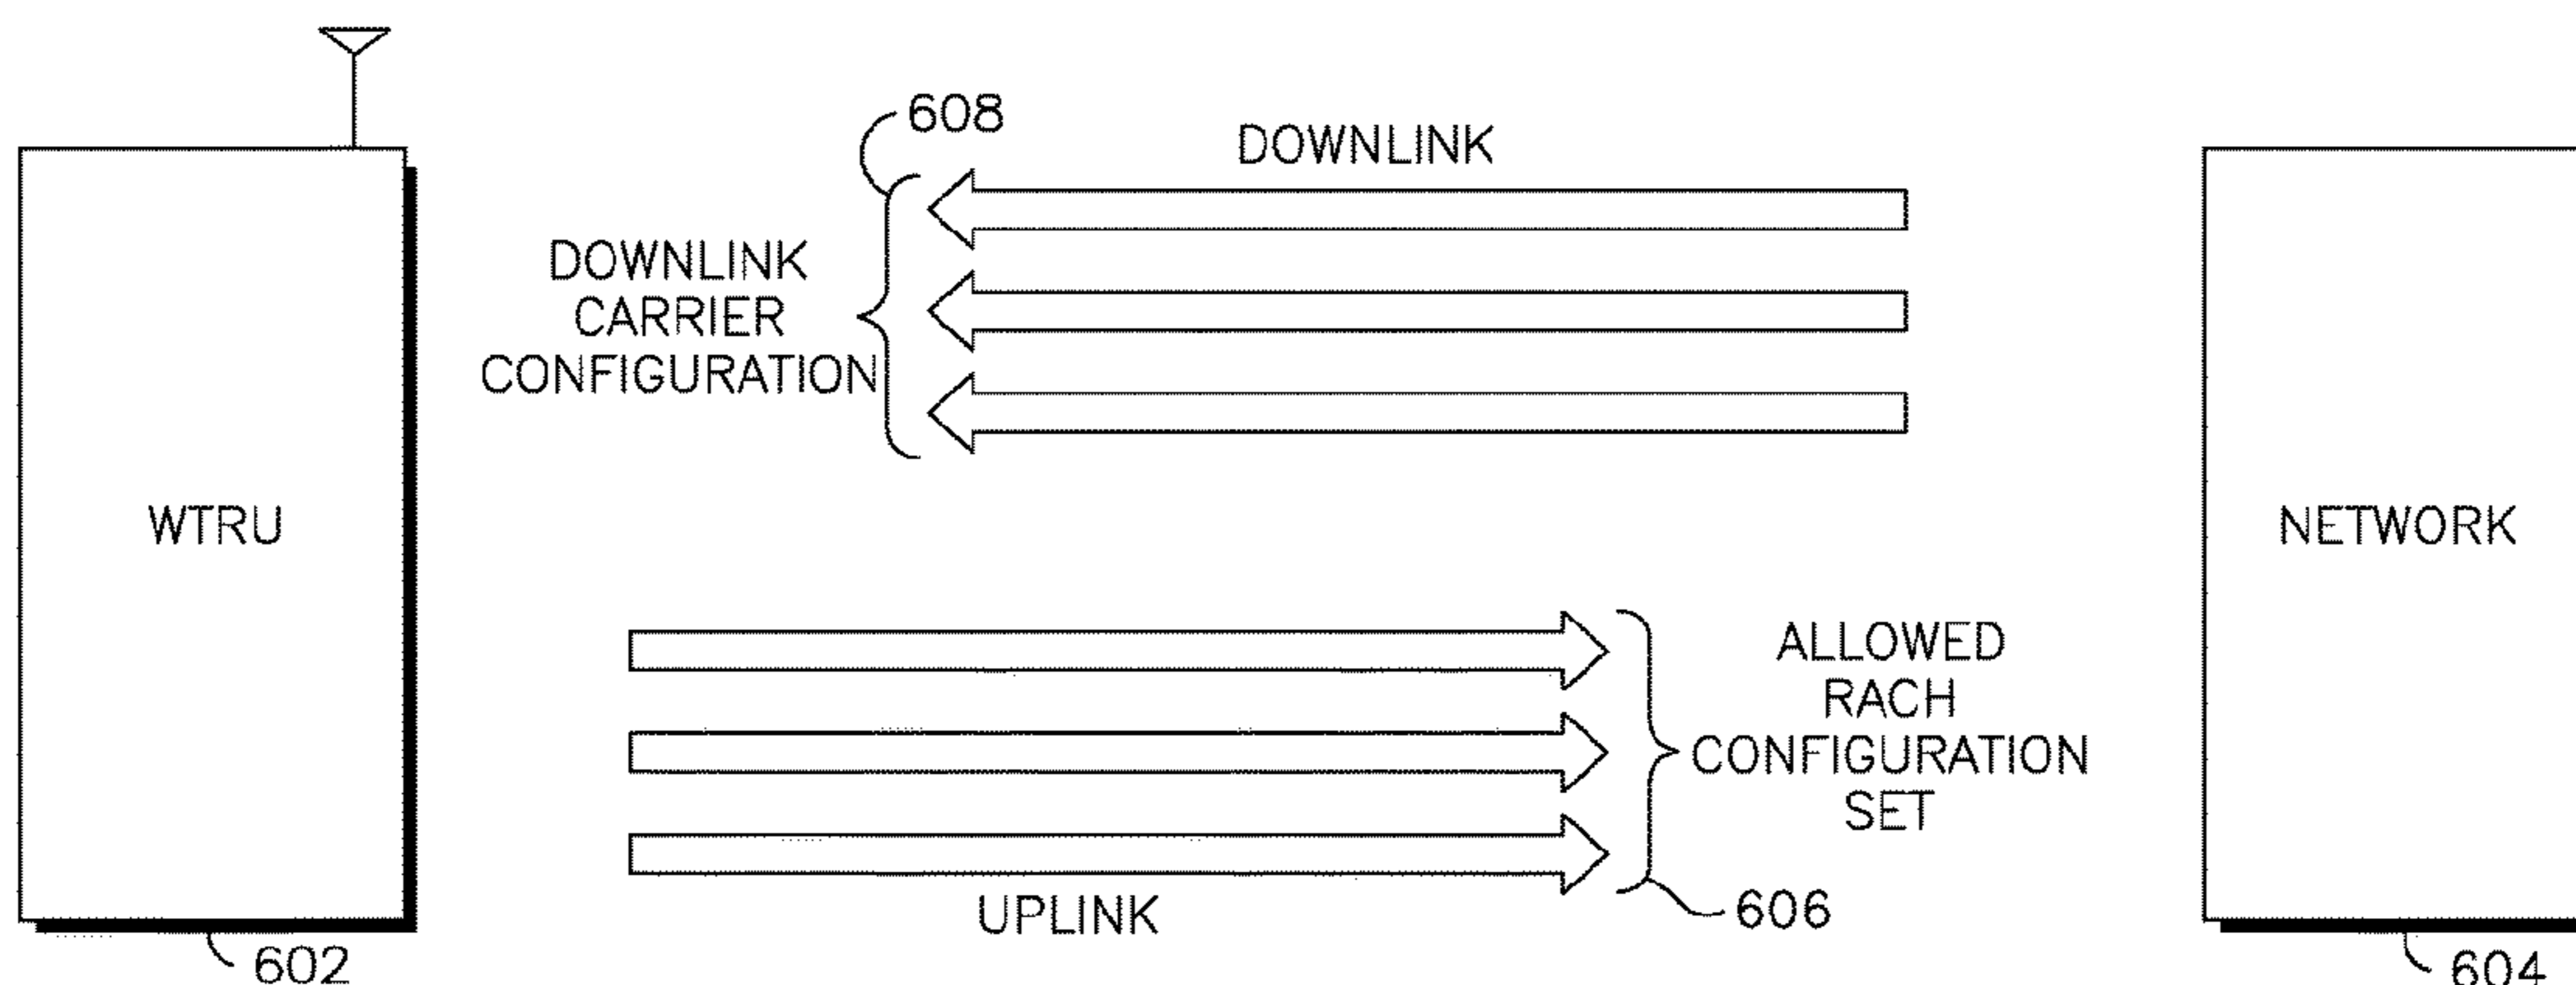 608
DOWNLINK
DOWNLINK
CARRIER
CONFIGURATION
WTRU
NETWORK
ALLOWED
RACH
CONFIGURATION
SET
UPLINK
606
602
604